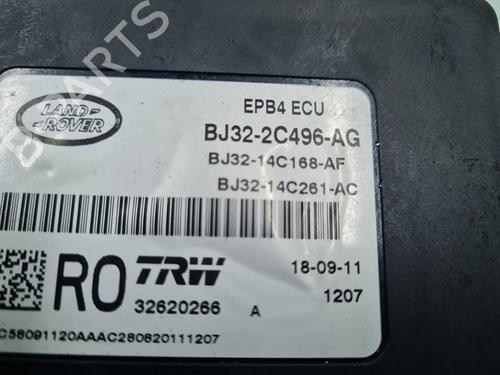 EPB4 ECU
LAND
ROVER
BJ32-2C496-AG
BJ32-14C168-AF
BJ32-14C261-AC
RO TRW 18-09-11
32620266 A 1207
C58091120AAAC280620111207